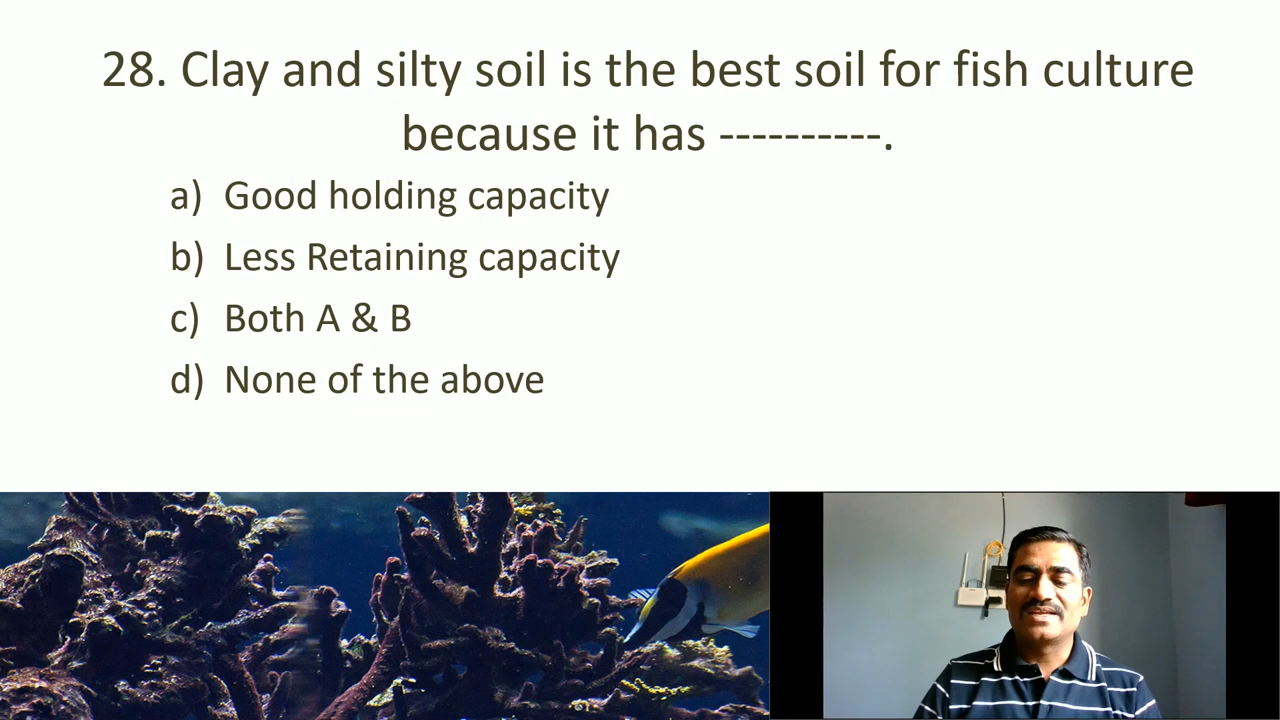 28. Clay and silty soil is the best soil for fish culture
because it has ----------.
a) Good holding capacity
b) Less Retaining capacity
c) Both A & B
d) None of the above